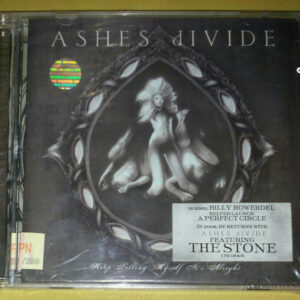 ASHES dIVIDE
IN 2000, BILLY HOWERDEL
HELPED LAUNCH
A PERFECT CIRCLE
IN 2008, HE RETURNS WITH
ASHES dIVIDE
FEATURING
THE STONE
Keep Telling Myself It's Alright